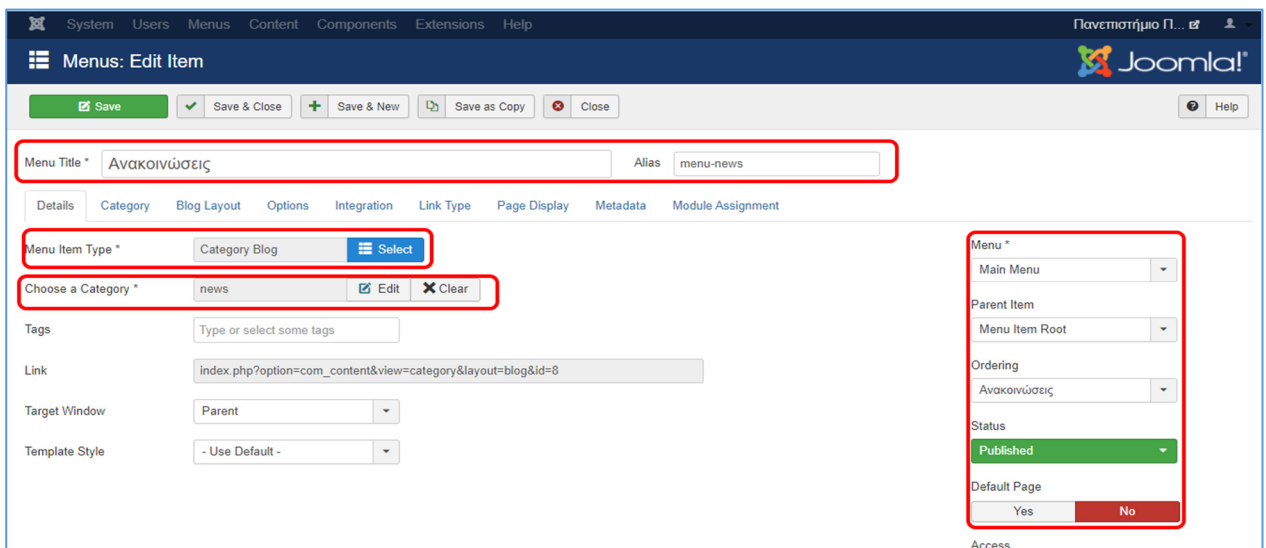 System Users Menus Content Components Extensions Help Πανεπιστήμιο Π...
Menus: Edit Item Joomla!®
Save Save & Close Save & New Save as Copy Close Help
Menu Title * Ανακοινώσεις Alias menu-news
Details Category Blog Layout Options Integration Link Type Page Display Metadata Module Assignment
Menu Item Type * Category Blog Select
Choose a Category * news Edit Clear
Tags Type or select some tags
Link index.php?option=com_content&view=category&layout=blog&id=8
Target Window Parent
Template Style - Use Default -
Menu *
Main Menu
Parent Item
Menu Item Root
Ordering
Ανακοινώσεις
Status
Published
Default Page
Yes No
Access